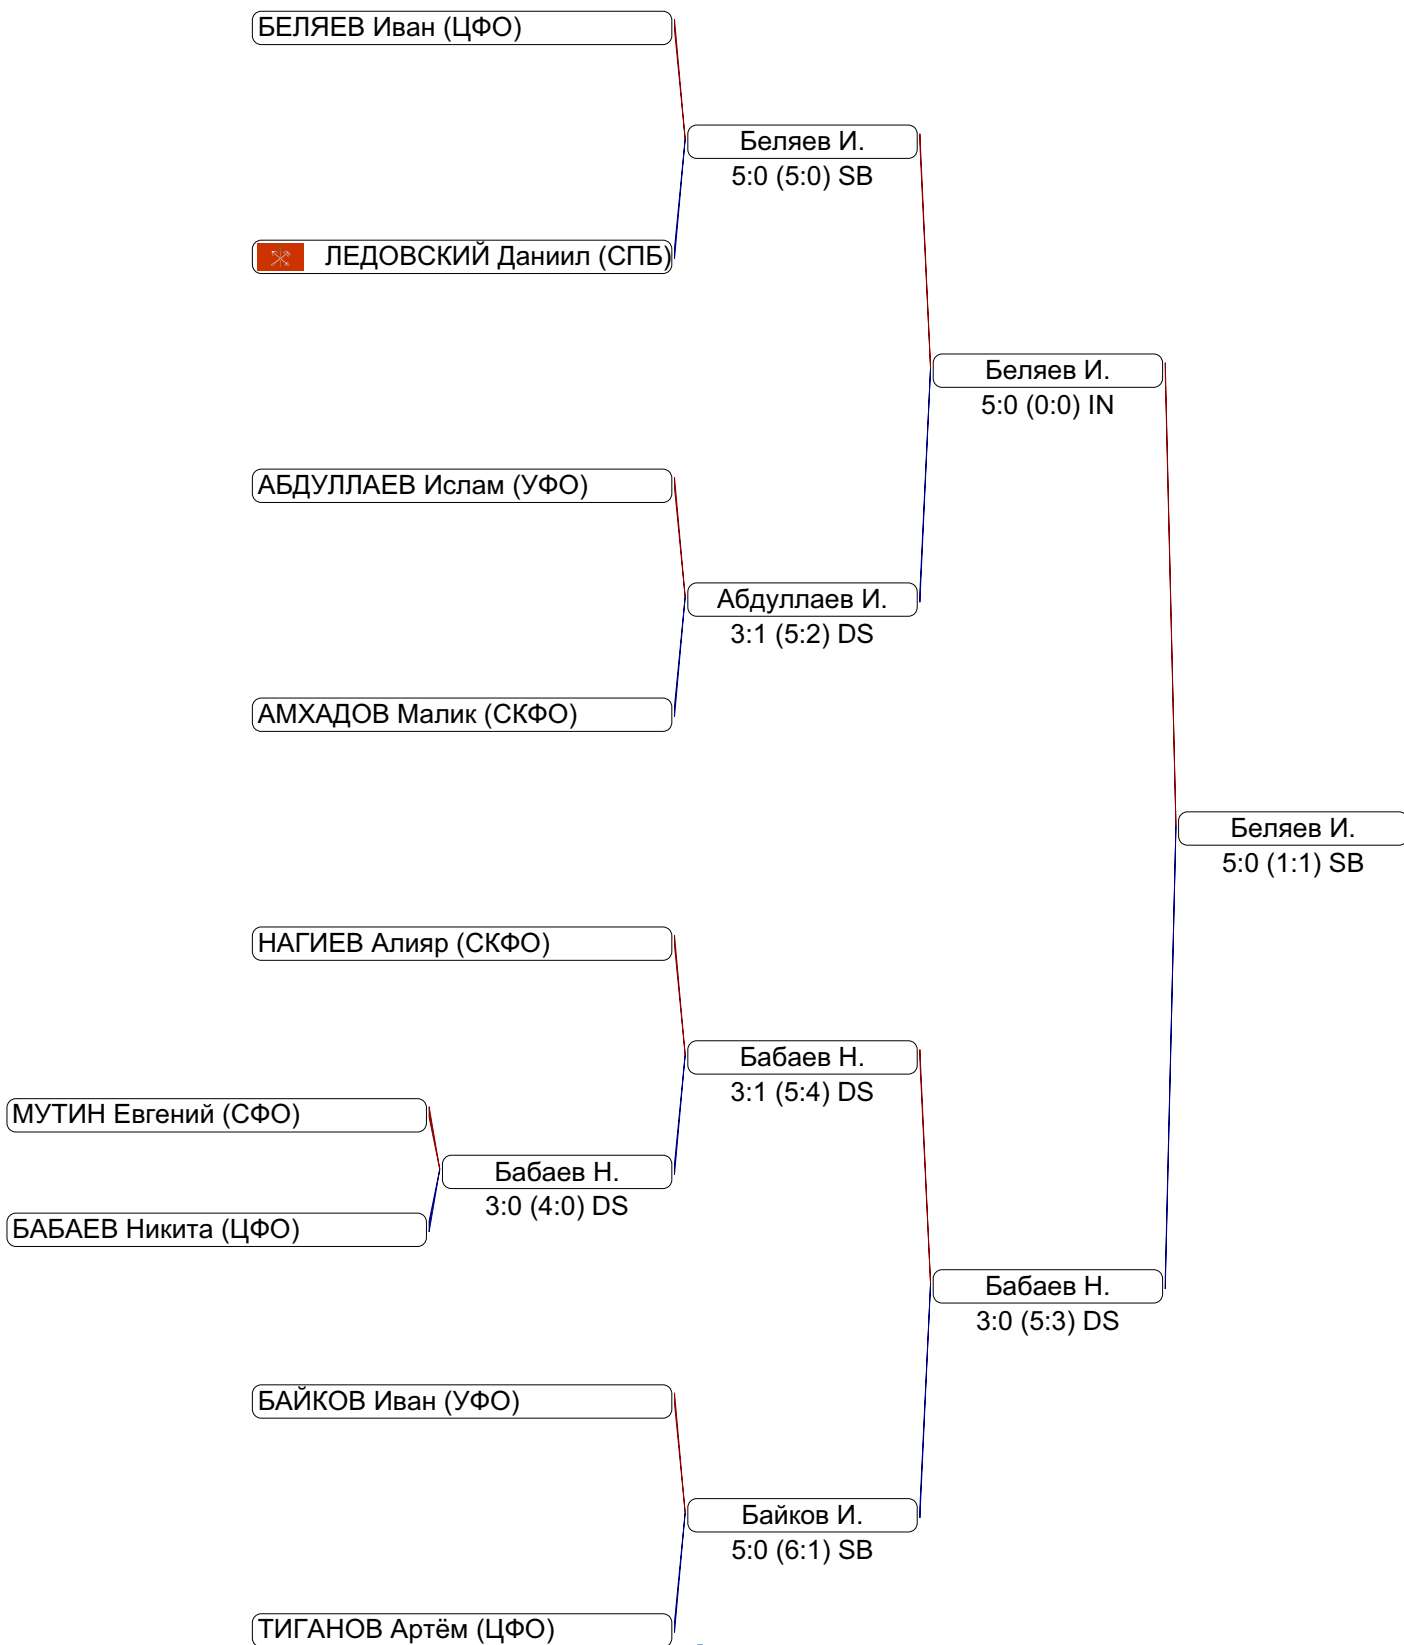 БЕЛЯЕВ Иван (ЦФО)
Беляев И.
5:0 (5:0) SB
ЛЕДОВСКИЙ Даниил (СПБ)
Беляев И.
5:0 (0:0) IN
АБДУЛЛАЕВ Ислам (УФО)
Абдуллаев И.
3:1 (5:2) DS
АМХАДОВ Малик (СКФО)
Беляев И.
5:0 (1:1) SB
НАГИЕВ Алияр (СКФО)
Бабаев Н.
3:1 (5:4) DS
МУТИН Евгений (СФО)
Бабаев Н.
3:0 (4:0) DS
БАБАЕВ Никита (ЦФО)
Бабаев Н.
3:0 (5:3) DS
БАЙКОВ Иван (УФО)
Байков И.
5:0 (6:1) SB
ТИГАНОВ Артём (ЦФО)